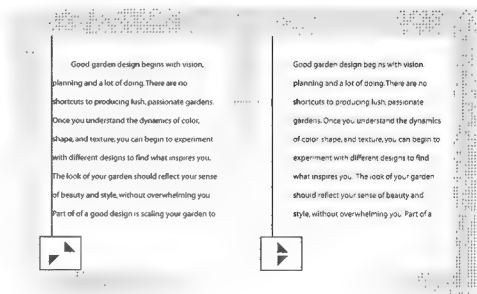 Good garden design begins with vision,
planning and a lot of doing. There are no
shortcuts to producing lush, passionate gardens.
Once you understand the dynamics of color,
shape, and texture, you can begin to experiment
with different designs to find what inspires you.
The look of your garden should reflect your sense
of beauty and style, without overwhelming you
Part of of a good design is scaling your garden to
Good garden design begins with vision
planning and a lot of doing. There are no
shortcuts to producing lush, passionate
gardens. Once you understand the dynamics
of color shape, and texture, you can begin to
experiment with different designs to find
what inspires you. The look of your garden
should reflect your sense of beauty and
style, without overwhelming you Part of a